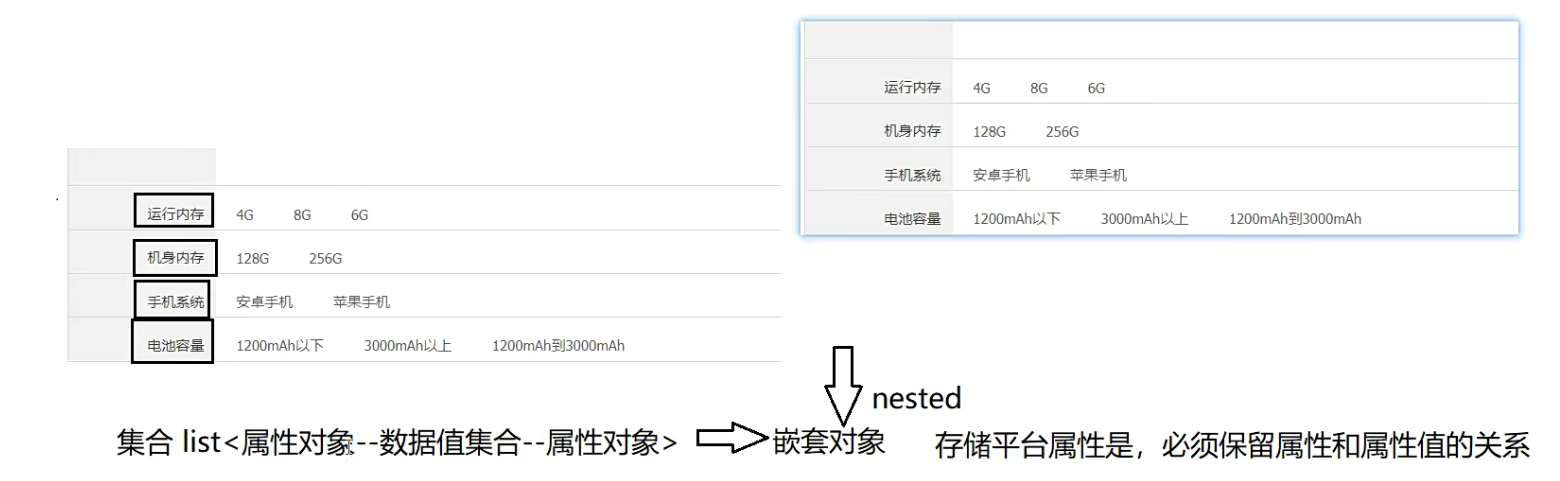 运行内存 4G 8G 6G
机身内存 128G 256G
手机系统 安卓手机 苹果手机
电池容量 1200mAh以下 3000mAh以上 1200mAh到3000mAh
运行内存 4G 8G 6G
机身内存 128G 256G
手机系统 安卓手机 苹果手机
电池容量 1200mAh以下 3000mAh以上 1200mAh到3000mAh
nested
集合 list<属性对象--数据值集合--属性对象> 嵌套对象 存储平台属性是，必须保留属性和属性值的关系